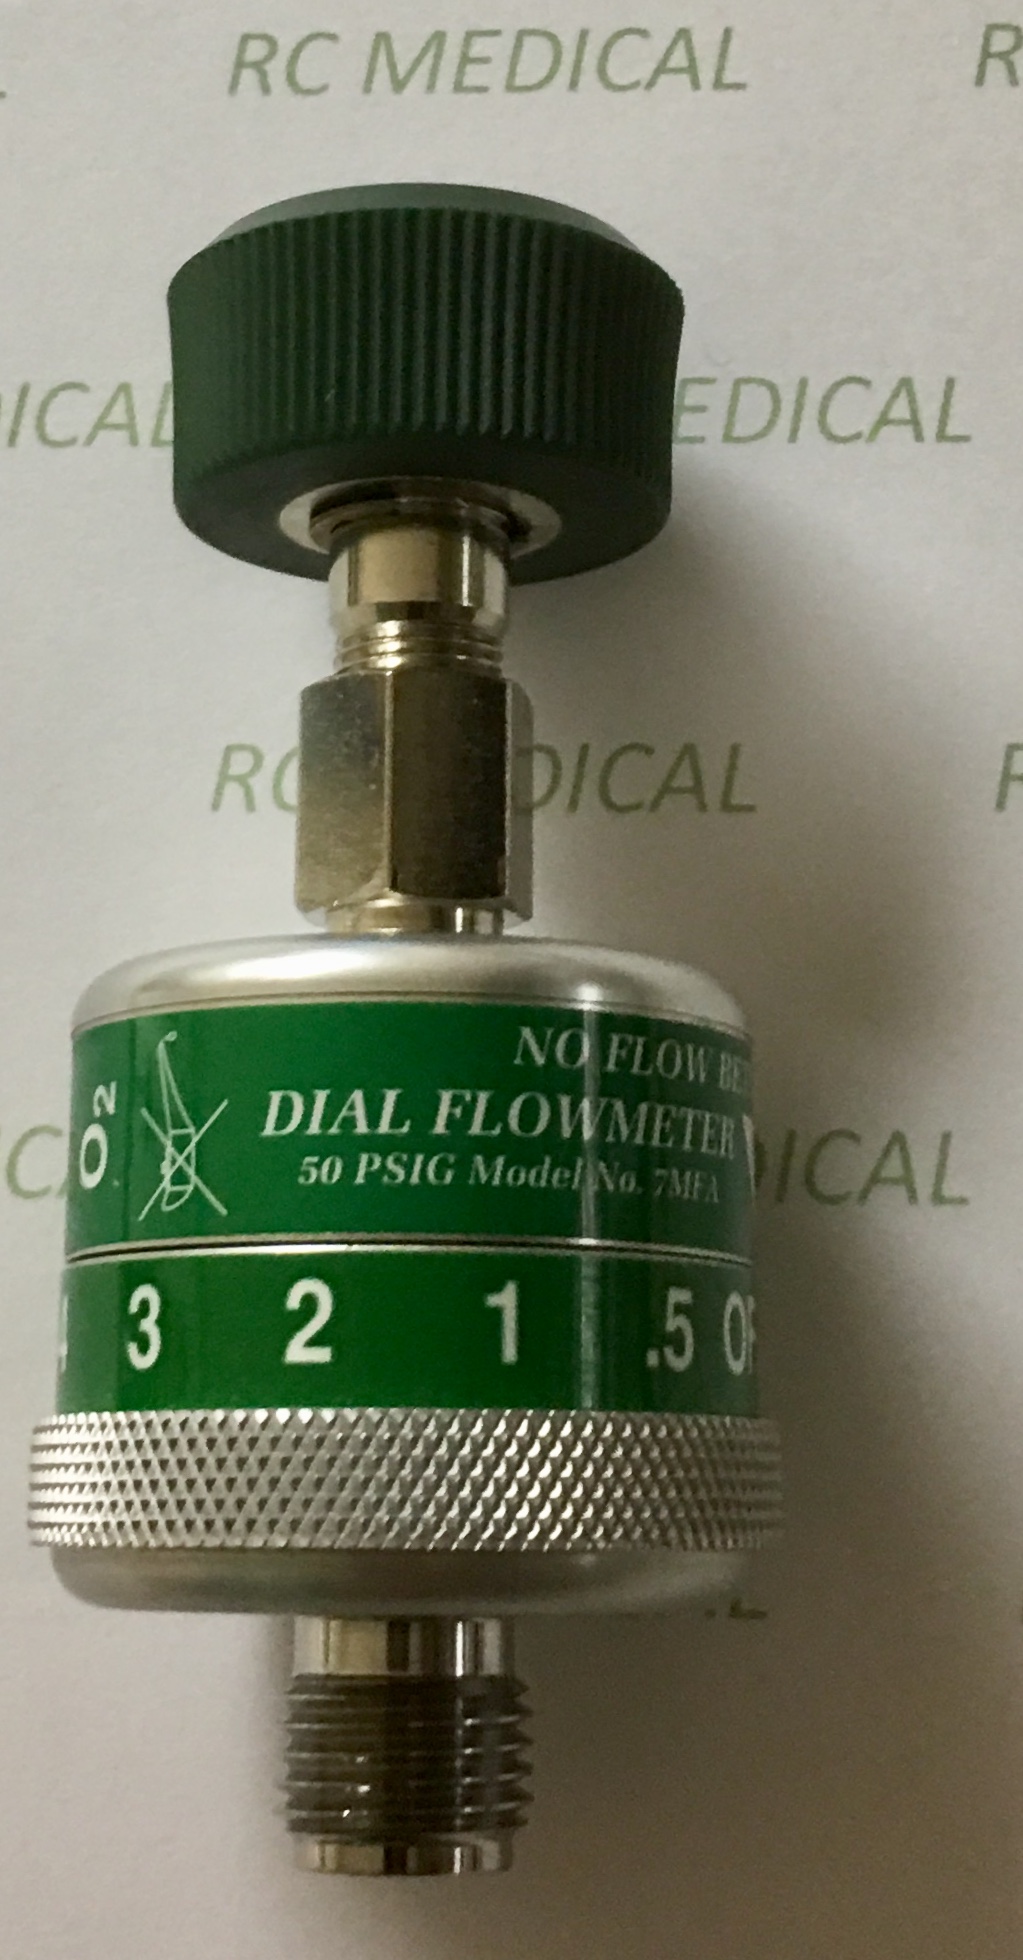 RC MEDICAL
EDICAL
RC
DICAL
O2
NO FLOW BE
DIAL FLOWMETER
50 PSIG Model No. 7MFA
3 2 1 .5
ICAL